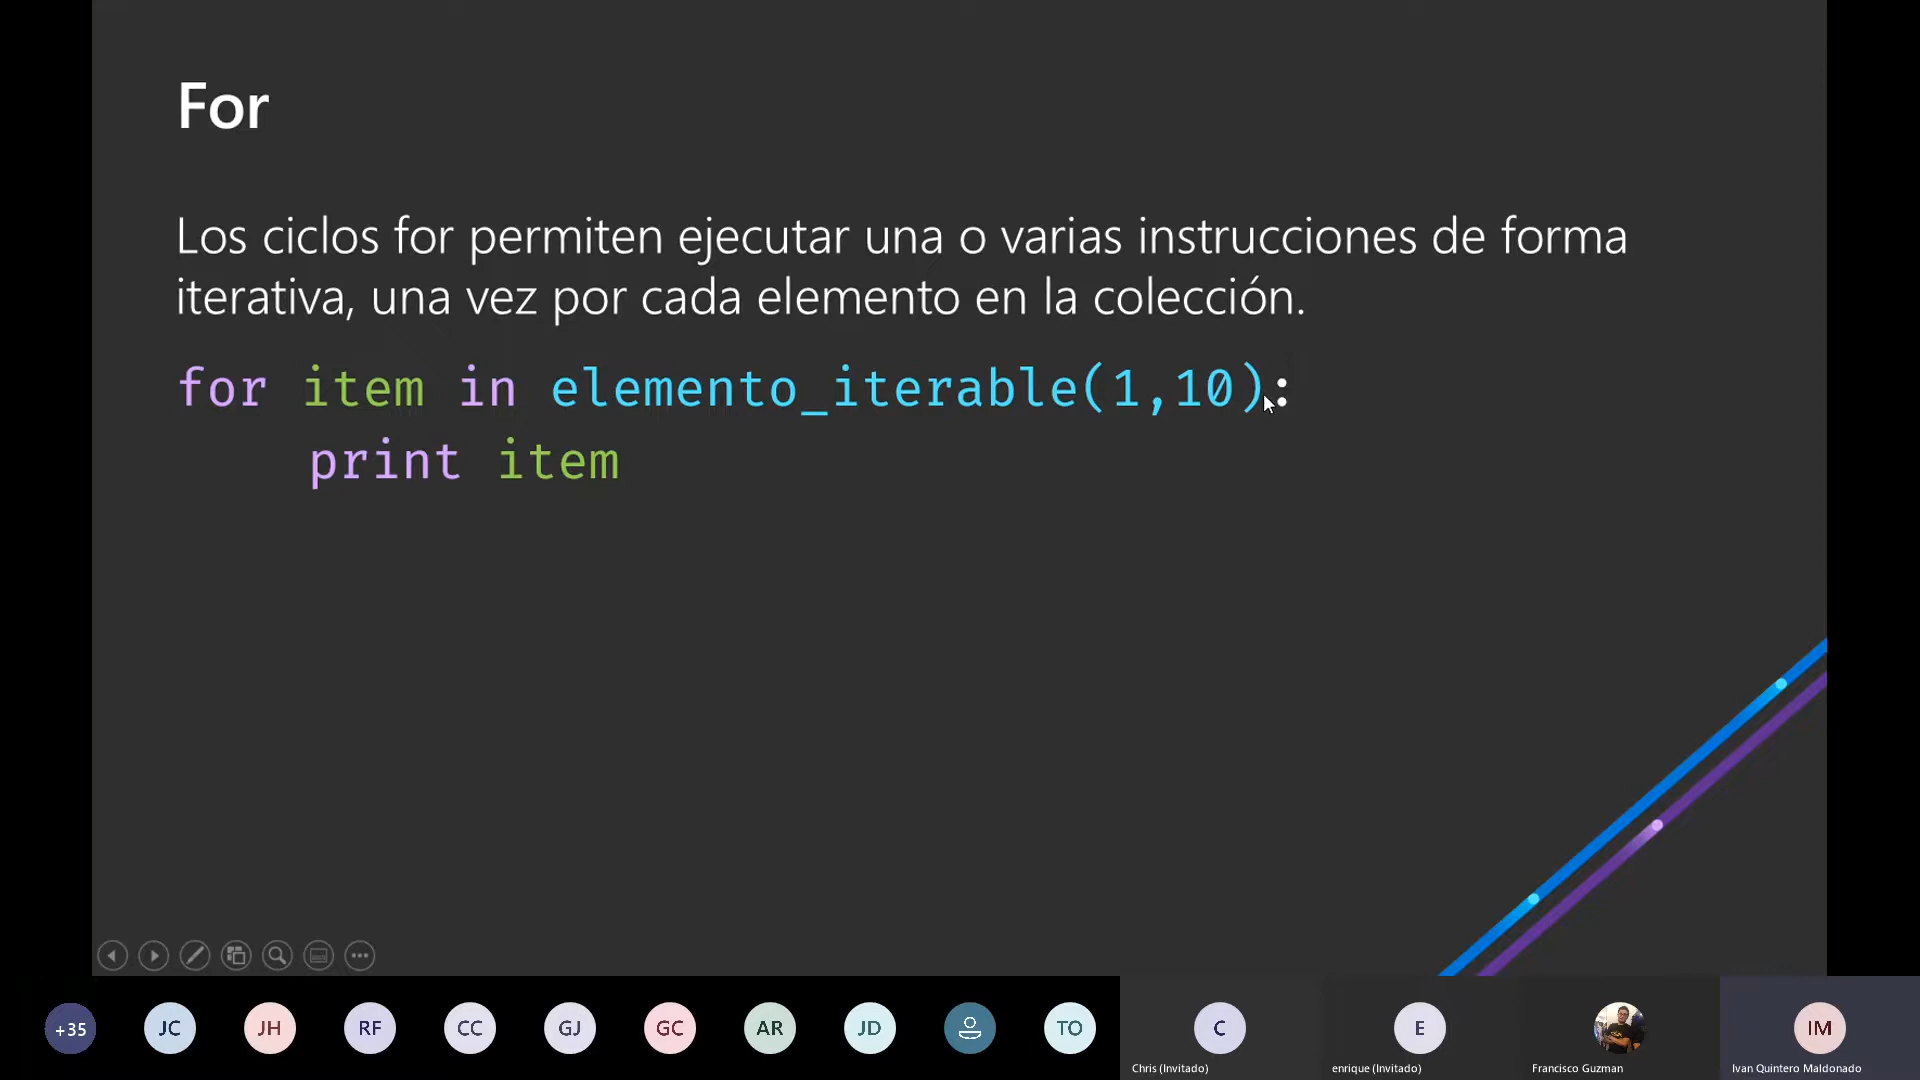 For
Los ciclos for permiten ejecutar una o varias instrucciones de forma
iterativa, una vez por cada elemento en la colección.
for item in elemento_iterable(1,10):
print item
+35
JC
JH
RF
CC
GJ
GC
AR
JD
TO
C
E
IM
Chris (Invitado)
enrique (Invitado)
Francisco Guzman
Ivan Quintero Maldonado